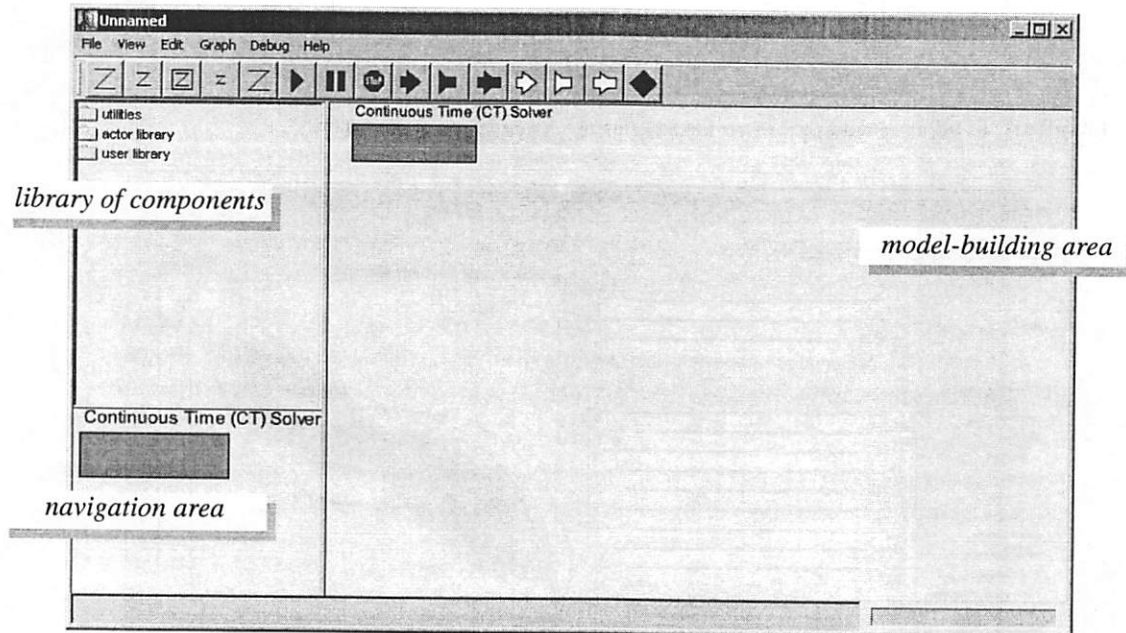 Unnamed
File View Edit Graph Debug Help
utilities
actor library
user library
Continuous Time (CT) Solver
library of components
model-building area
Continuous Time (CT) Solver
navigation area